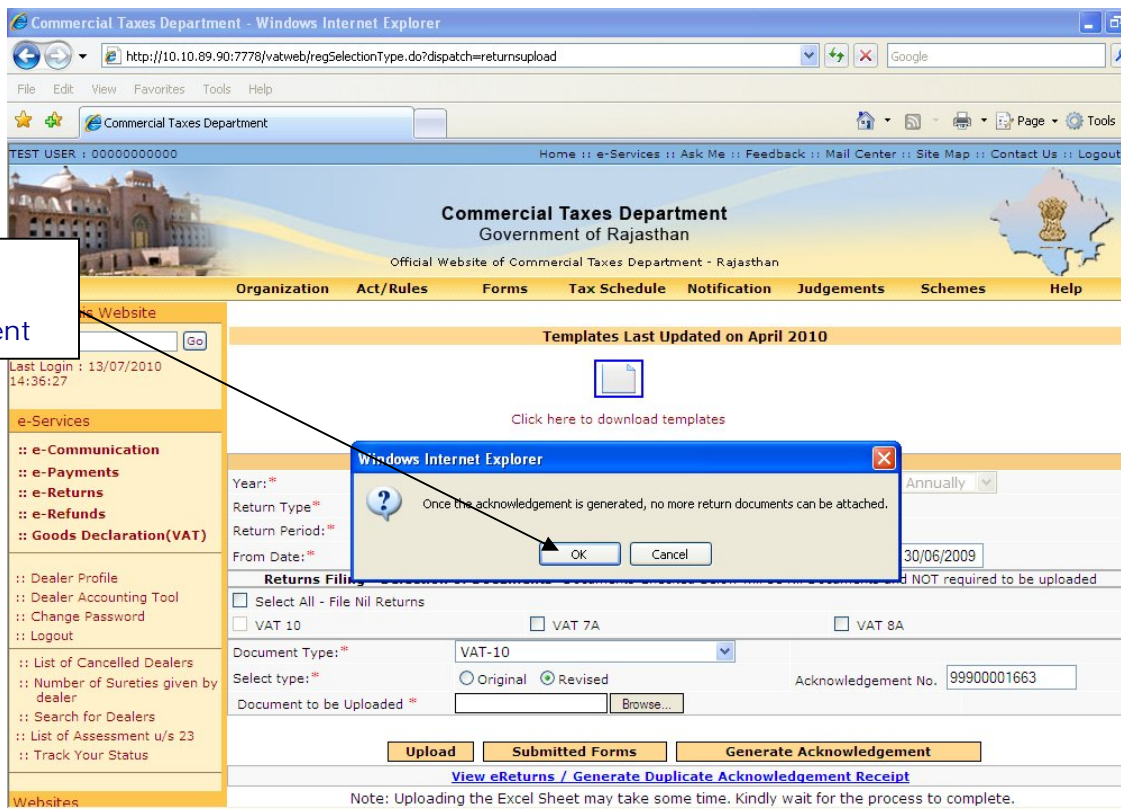 Commercial Taxes Department - Windows Internet Explorer
http://10.10.89.90:7778/vatweb/regSelectionType.do?dispatch=returnsupload
Google
File Edit View Favorites Tools Help
Commercial Taxes Department
Page Tools
TEST USER : 00000000000
Home :: e-Services :: Ask Me :: Feedback :: Mail Center :: Site Map :: Contact Us :: Logout
Commercial Taxes Department
Government of Rajasthan
Official Website of Commercial Taxes Department - Rajasthan
Organization Act/Rules Forms Tax Schedule Notification Judgements Schemes Help
Website
Go
Last Login : 13/07/2010
14:36:27
e-Services
:: e-Communication
:: e-Payments
:: e-Returns
:: e-Refunds
:: Goods Declaration(VAT)
:: Dealer Profile
:: Dealer Accounting Tool
:: Change Password
:: Logout
:: List of Cancelled Dealers
:: Number of Sureties given by
dealer
:: Search for Dealers
:: List of Assessment u/s 23
:: Track Your Status
Websites
Templates Last Updated on April 2010
Click here to download templates
Windows Internet Explorer
Once the acknowledgement is generated, no more return documents can be attached.
OK Cancel
Year:* Annually
Return Type*
Return Period:*
From Date:* 30/06/2009
Returns NOT required to be uploaded
Select All - File Nil Returns
VAT 10 VAT 7A VAT 8A
Document Type:* VAT-10
Select type:* Original Revised Acknowledgement No. 99900001663
Document to be Uploaded * Browse...
Upload Submitted Forms Generate Acknowledgement
View eReturns / Generate Duplicate Acknowledgement Receipt
Note: Uploading the Excel Sheet may take some time. Kindly wait for the process to complete.